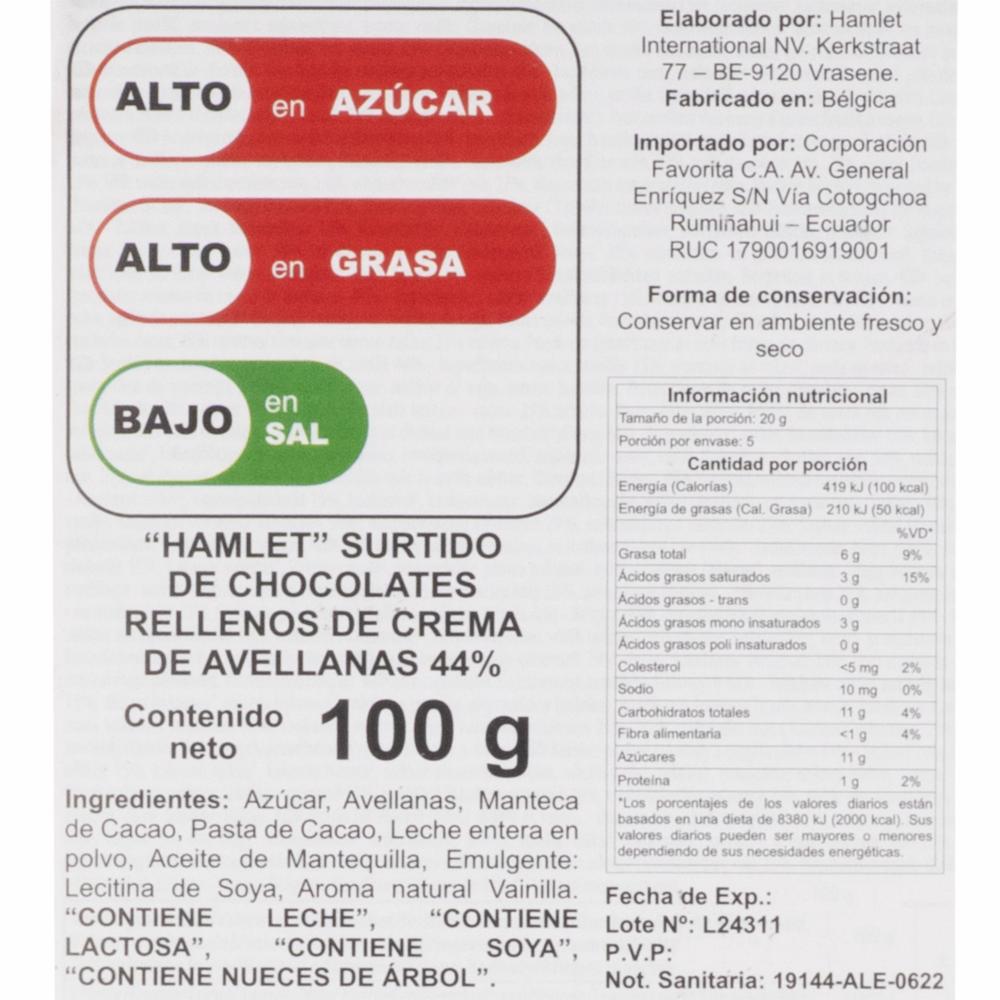 ALTO en AZÚCAR
ALTO en GRASA
BAJO en SAL
“HAMLET” SURTIDO
DE CHOCOLATES
RELLENOS DE CREMA
DE AVELLANAS 44%
Contenido
neto
100 g
Ingredientes: Azúcar, Avellanas, Manteca
de Cacao, Pasta de Cacao, Leche entera en
polvo, Aceite de Mantequilla, Emulgente:
Lecitina de Soya, Aroma natural Vainilla.
“CONTIENE LECHE”, “CONTIENE
LACTOSA”, “CONTIENE SOYA”,
“CONTIENE NUECES DE ÁRBOL”.
Elaborado por: Hamlet
International NV. Kerkstraat
77 – BE-9120 Vrasene.
Fabricado en: Bélgica
Importado por: Corporación
Favorita C.A. Av. General
Enríquez S/N Vía Cotogchoa
Rumiñahui – Ecuador
RUC 1790016919001
Forma de conservación:
Conservar en ambiente fresco y
seco
Información nutricional
Tamaño de la porción: 20 g
Porción por envase: 5
Cantidad por porción
Energía (Calorías) 419 kJ (100 kcal)
Energía de grasas (Cal. Grasa) 210 kJ (50 kcal)
%VD*
Grasa total 6 g 9%
Ácidos grasos saturados 3 g 15%
Ácidos grasos - trans 0 g
Ácidos grasos mono insaturados 3 g
Ácidos grasos poli insaturados 0 g
Colesterol <5 mg 2%
Sodio 10 mg 0%
Carbohidratos totales 11 g 4%
Fibra alimentaria <1 g 4%
Azúcares 11 g
Proteína 1 g 2%
*Los porcentajes de los valores diarios están
basados en una dieta de 8380 kJ (2000 kcal). Sus
valores diarios pueden ser mayores o menores
dependiendo de sus necesidades energéticas.
Fecha de Exp.:
Lote Nº: L24311
P.V.P:
Not. Sanitaria: 19144-ALE-0622